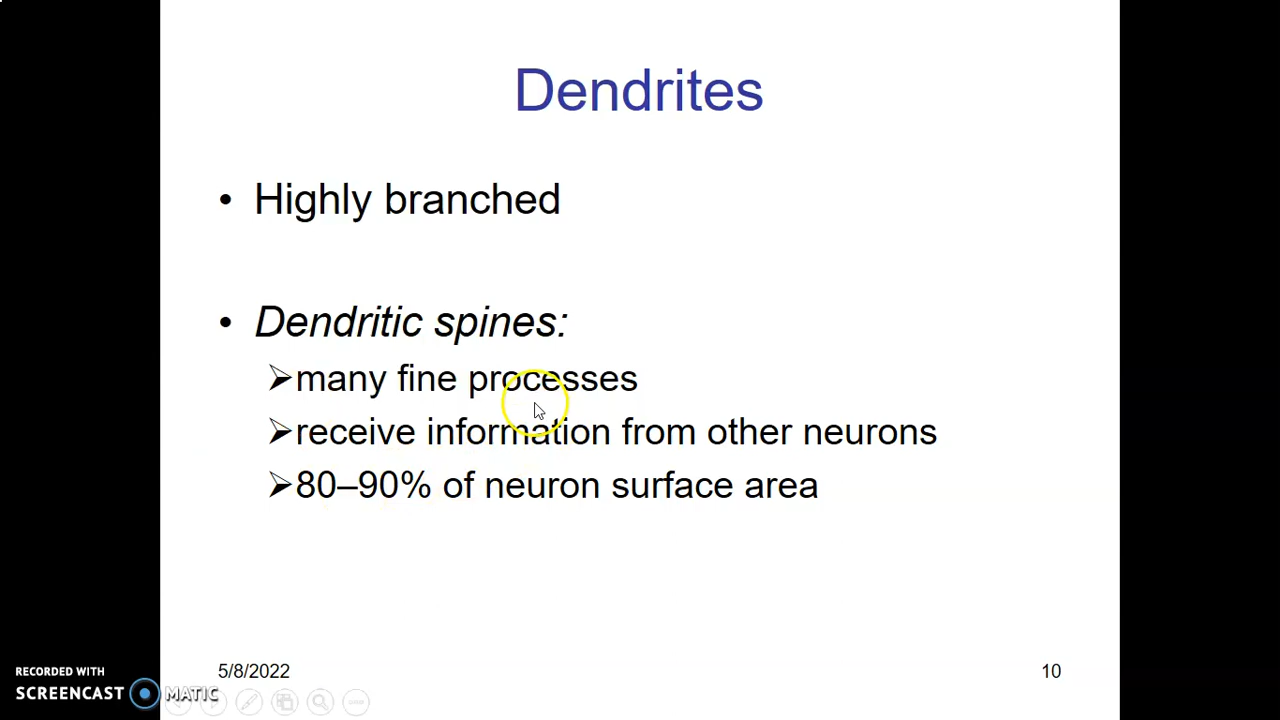 Dendrites
• Highly branched
• Dendritic spines:
➢many fine processes
➢receive information from other neurons
➢80–90% of neuron surface area
5/8/2022
10
RECORDED WITH
SCREENCAST MATIC